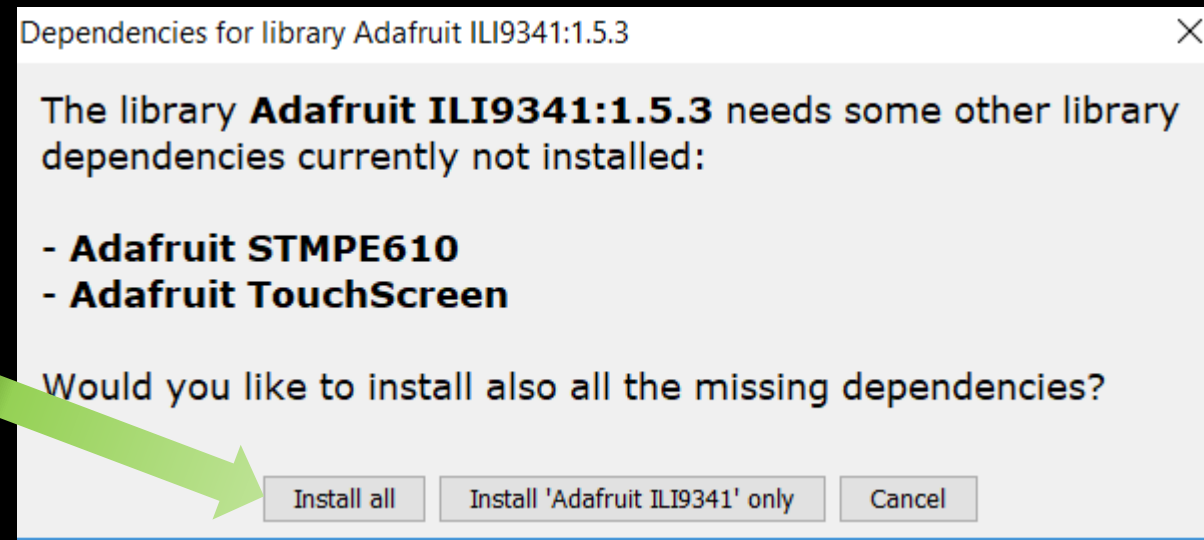 Dependencies for library Adafruit ILI9341:1.5.3
The library Adafruit ILI9341:1.5.3 needs some other library
dependencies currently not installed:
- Adafruit STMPE610
- Adafruit TouchScreen
Would you like to install also all the missing dependencies?
Install all Install 'Adafruit ILI9341' only Cancel